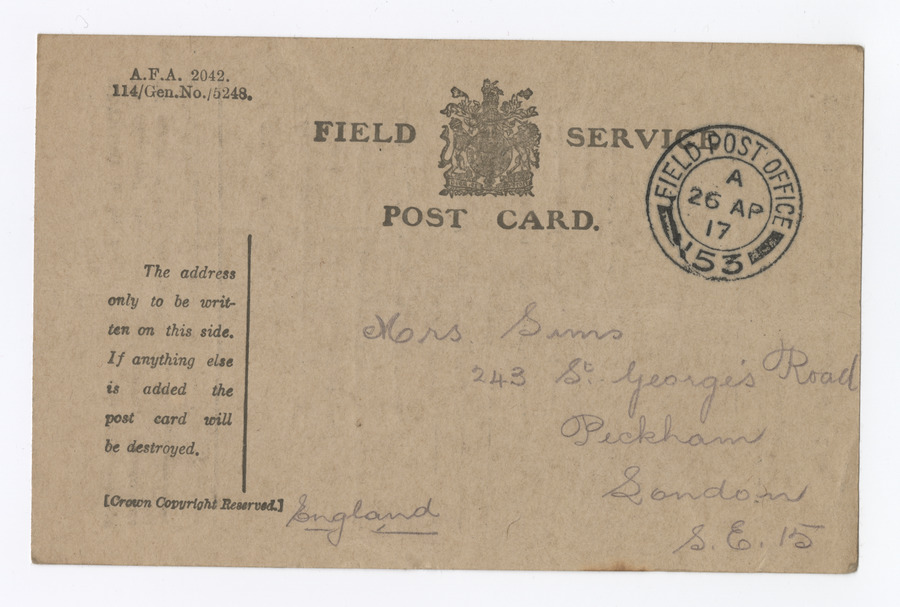 A.F.A. 2042.
114/Gen.No./5248.
FIELD SERVICE
POST CARD.
FIELD POST OFFICE
A
26 AP
17
153
The address
only to be writ-
ten on this side.
If anything else
is added the
post card will
be destroyed.
[Crown Copyright Reserved.]
Mrs Sims
243 St. George's Road
Peckham
London
S.E. 15
England